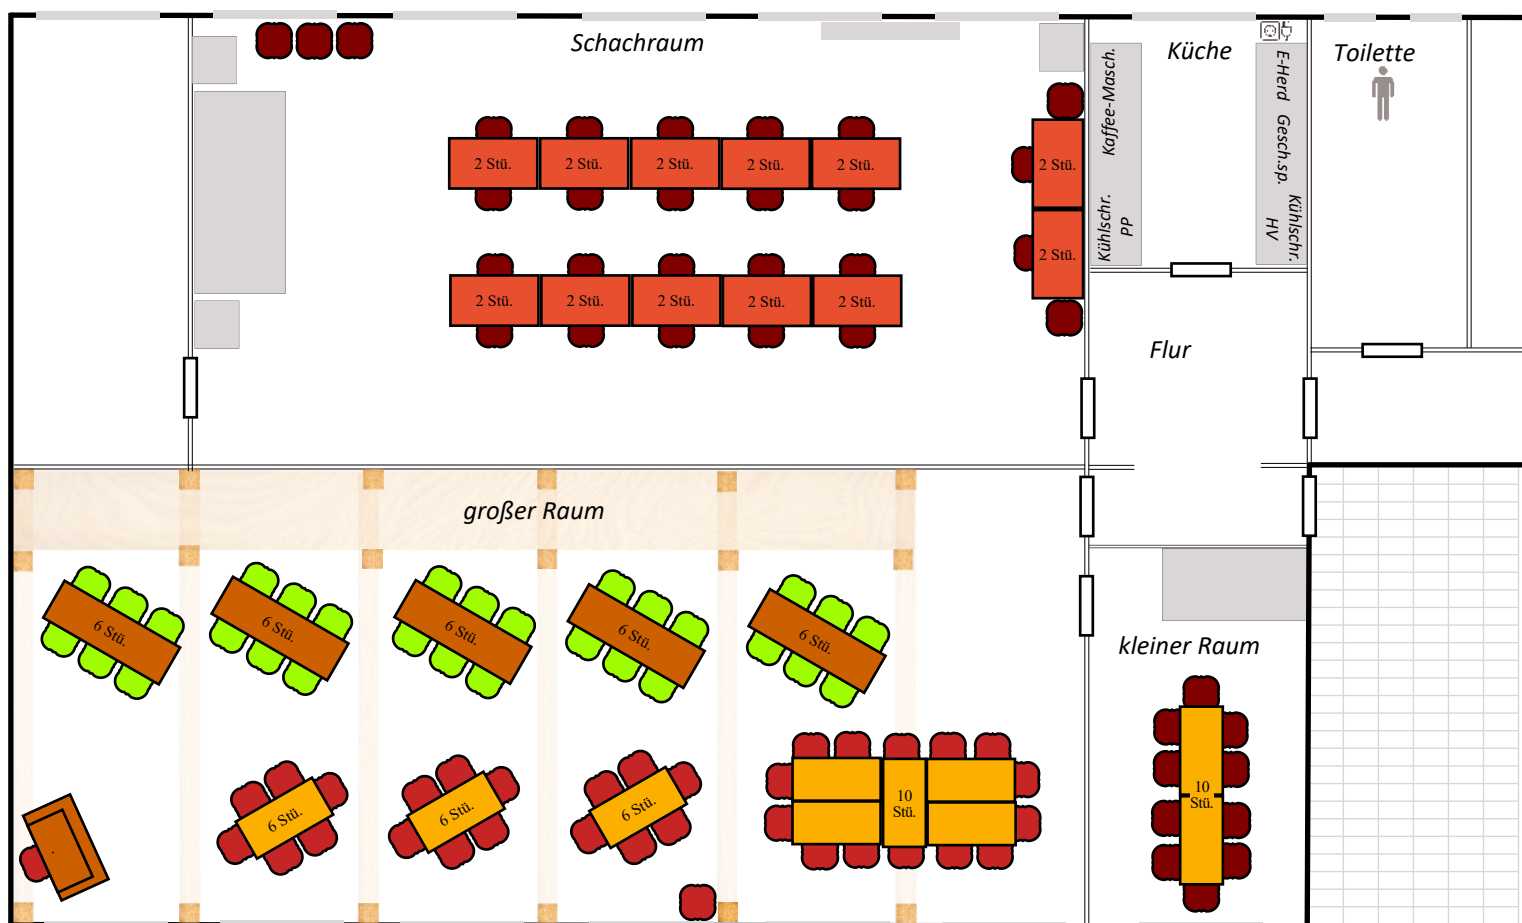 Schachraum
Küche
Toilette
Kaffee-Masch.
Kühlschr.
PP
E-Herd Gesch.sp.
Kühlschr.
HV
2 Stü.
2 Stü.
2 Stü.
2 Stü.
2 Stü.
2 Stü.
2 Stü.
2 Stü.
2 Stü.
2 Stü.
2 Stü.
2 Stü.
Flur
großer Raum
6 Stü.
6 Stü.
6 Stü.
6 Stü.
6 Stü.
kleiner Raum
6 Stü.
6 Stü.
6 Stü.
10
Stü.
10
Stü.